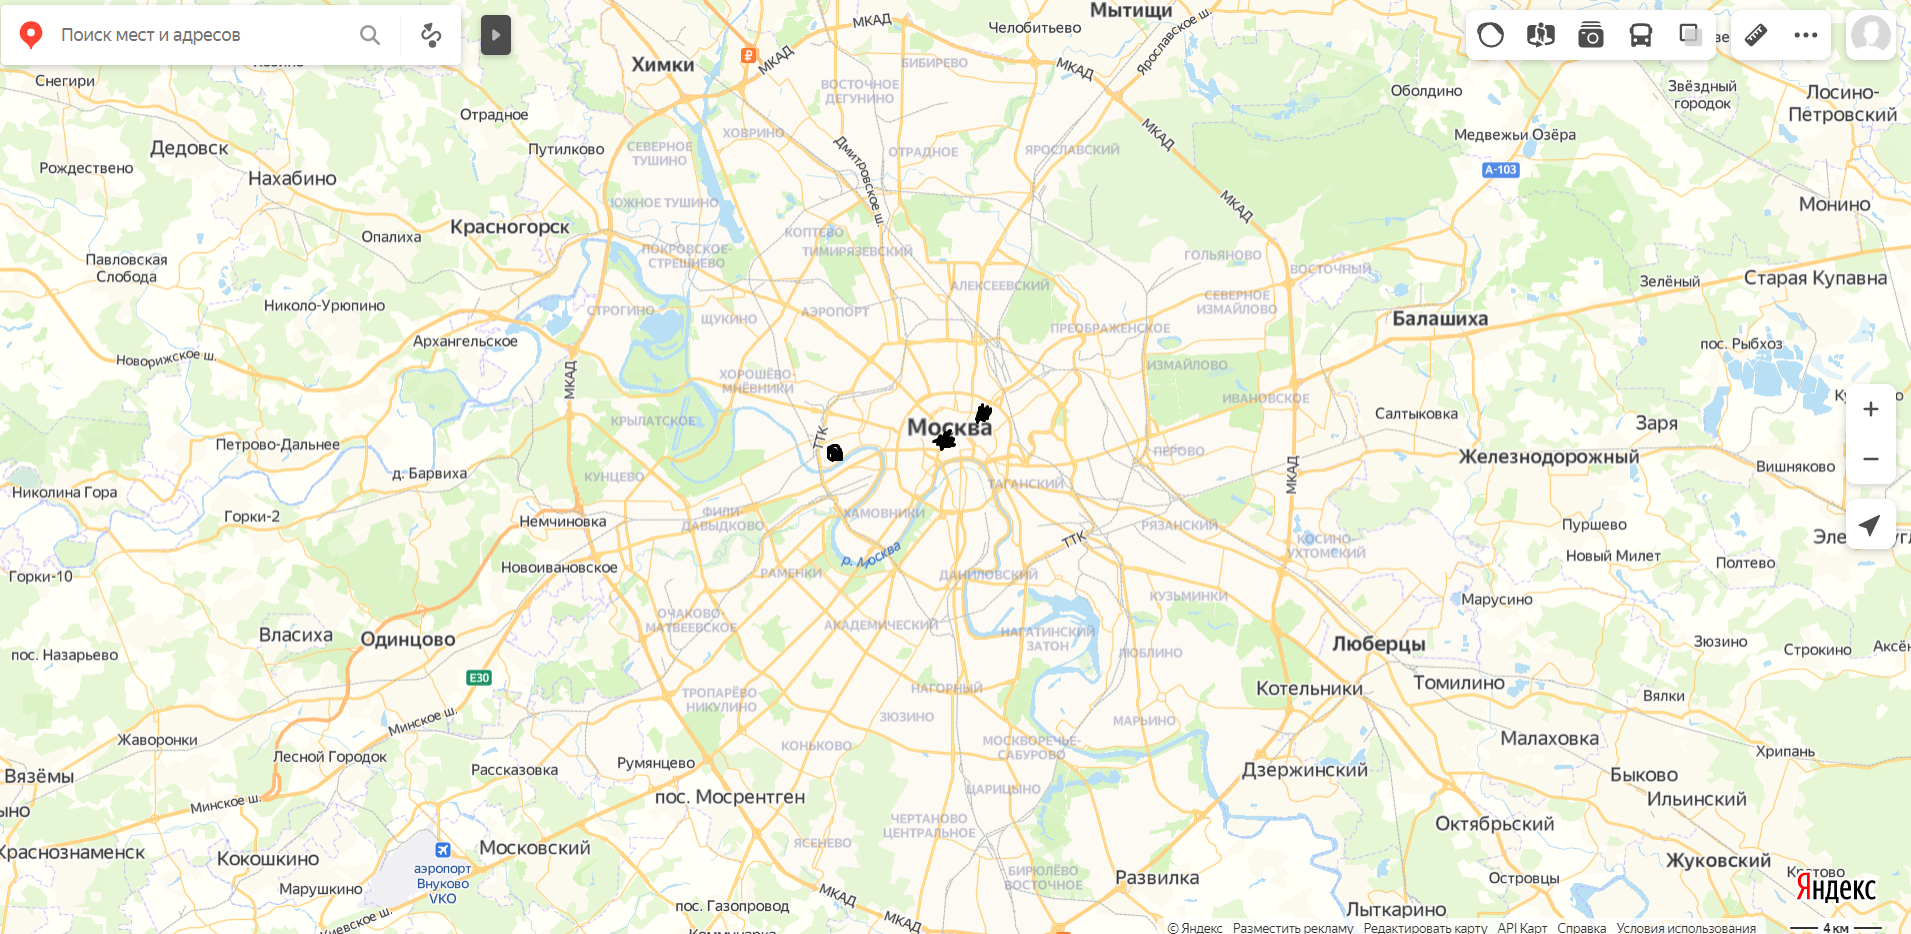 Поиск мест и адресов
Мытищи
МКАД
Челобитьево
Ярославское ш.
Химки
МКАД
БИБИРЕВО
МКАД
Снегири
ВОСТОЧНОЕ
ДЕГУНИНО
Оболдино
Звёздный
городок
Лосино-
Петровский
Отрадное
ХОВРИНО
МКАД
Медвежьи Озёра
Дедовск
Путилково
СЕВЕРНОЕ
ТУШИНО
Дмитровское ш.
ОТРАДНОЕ
ЯРОСЛАВСКИЙ
Рождествено
Нахабино
А-103
ЮЖНОЕ ТУШИНО
МКАД
Монино
Красногорск
Опалиха
КОПТЕВО
ТИМИРЯЗЕВСКИЙ
ПОКРОВСКОЕ-
СТРЕШНЕВО
ГОЛЬЯНОВО
ВОСТОЧНЫЙ
Павловская
Слобода
Зелёный
Старая Купавна
АЛЕКСЕЕВСКИЙ
Николо-Урюпино
СТРОГИНО
ЩУКИНО
АЭРОПОРТ
СЕВЕРНОЕ
ИЗМАЙЛОВО
Балашиха
ПРЕОБРАЖЕНСКОЕ
Архангельское
пос. Рыбхоз
Новорижское ш.
ИЗМАЙЛОВО
МКАД
ХОРОШЁВО-
МНЁВНИКИ
ИВАНОВСКОЕ
Салтыковка
КРЫЛАТСКОЕ
Москва
Заря
ТТК
Петрово-Дальнее
ПЕРОВО
МКАД
Железнодорожный
Вишняково
д. Барвиха
КУНЦЕВО
ТАГАНСКИЙ
Николина Гора
Горки-2
Немчиновка
ФИЛИ-
ДАВЫДКОВО
ХАМОВНИКИ
РЯЗАНСКИЙ
Пуршево
ТТК
КОСИНО-
УХТОМСКИЙ
Новый Милет
Полтево
р. Москва
Горки-10
Новоивановское
РАМЕНКИ
ДАНИЛОВСКИЙ
КУЗЬМИНКИ
Марусино
ОЧАКОВО-
МАТВЕЕВСКОЕ
АКАДЕМИЧЕСКИЙ
НАГАТИНСКИЙ
ЗАТОН
Власиха
Одинцово
Люберцы
Зюзино
Строкино
пос. Назарьево
ЛЮБЛИНО
E30
ТРОПАРЁВО-
НИКУЛИНО
НАГОРНЫЙ
Котельники
Томилино
Вялки
Минское ш.
ЗЮЗИНО
МАРЬИНО
Жаворонки
КОНЬКОВО
МОСКВОРЕЧЬЕ-
САБУРОВО
Малаховка
Хрипань
Лесной Городок
Рассказовка
Румянцево
Вязёмы
Дзержинский
Быково
Минское ш.
пос. Мосрентген
ЦАРИЦЫНО
Ильинский
ЧЕРТАНОВО
ЦЕНТРАЛЬНОЕ
Октябрьский
Краснознаменск
Кокошкино
Московский
ЯСЕНЕВО
Жуковский
аэропорт
Внуково
VKO
Марушкино
БИРЮЛЁВО
ВОСТОЧНОЕ
Развилка
Островцы
Яндекс
МКАД
МКАД
пос. Газопровод
Лыткарино
© Яндекс Разместить рекламу Редактировать карту API Карт Справка Условия использования 4 км